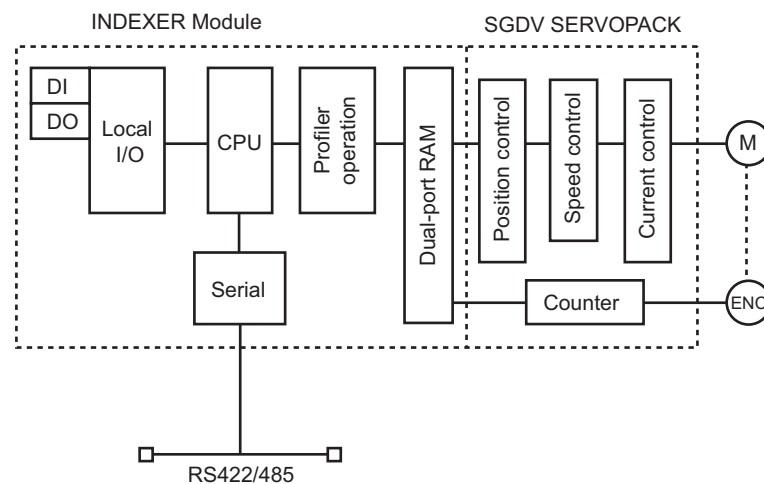 INDEXER Module
SGDV SERVOPACK
DI
DO
Local
I/O
CPU
Profiler
operation
Dual-port RAM
Position control
Speed control
Current control
M
Serial
Counter
ENC
RS422/485